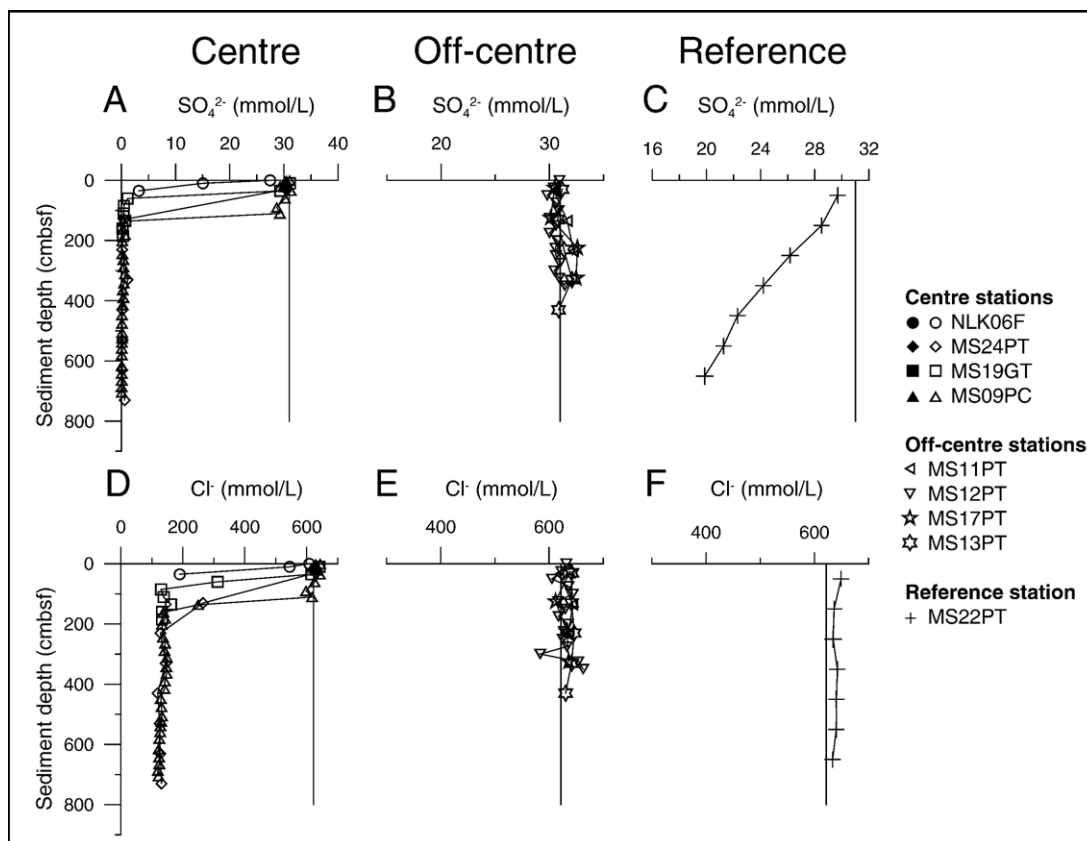 Centre Off-centre Reference
A B C
SO₄²⁻ (mmol/L) SO₄²⁻ (mmol/L) SO₄²⁻ (mmol/L)
0 10 20 30 40 20 30 16 20 24 28 32
0
200
400
600
800
Sediment depth (cmbsf)
D E F
Cl⁻ (mmol/L) Cl⁻ (mmol/L) Cl⁻ (mmol/L)
0 200 400 600 400 600 400 600
0
200
400
600
800
Sediment depth (cmbsf)
Centre stations
NLK06F
MS24PT
MS19GT
MS09PC
Off-centre stations
MS11PT
MS12PT
MS17PT
MS13PT
Reference station
MS22PT